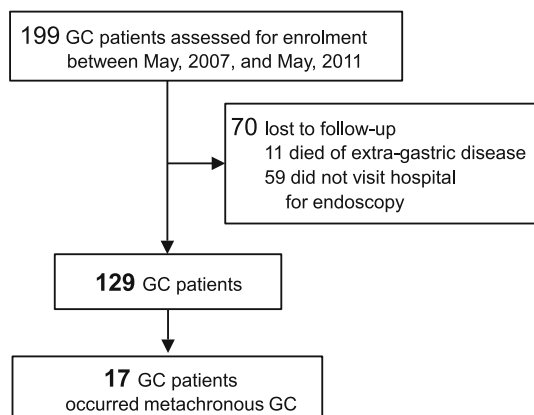 199 GC patients assessed for enrolment
between May, 2007, and May, 2011
70 lost to follow-up
11 died of extra-gastric disease
59 did not visit hospital
for endoscopy
129 GC patients
17 GC patients
occurred metachronous GC